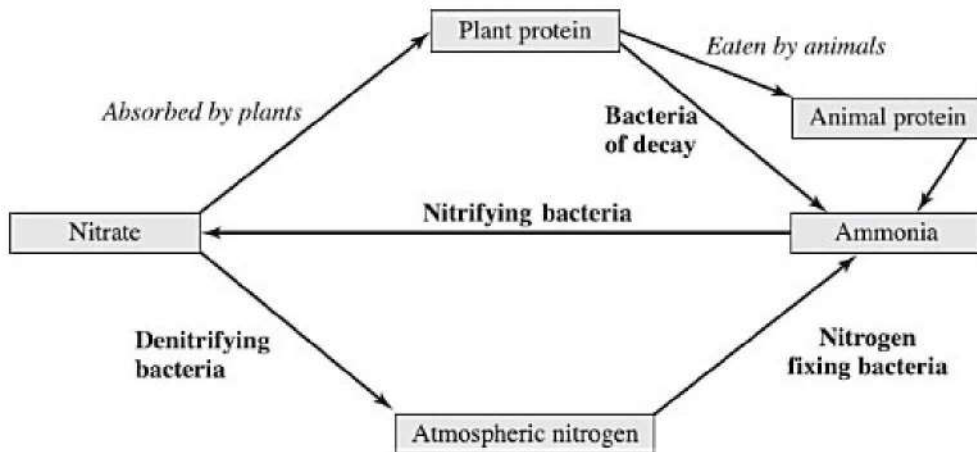 Plant protein
Eaten by animals
Absorbed by plants
Bacteria
of decay
Animal protein
Nitrifying bacteria
Nitrate
Ammonia
Denitrifying
bacteria
Nitrogen
fixing bacteria
Atmospheric nitrogen